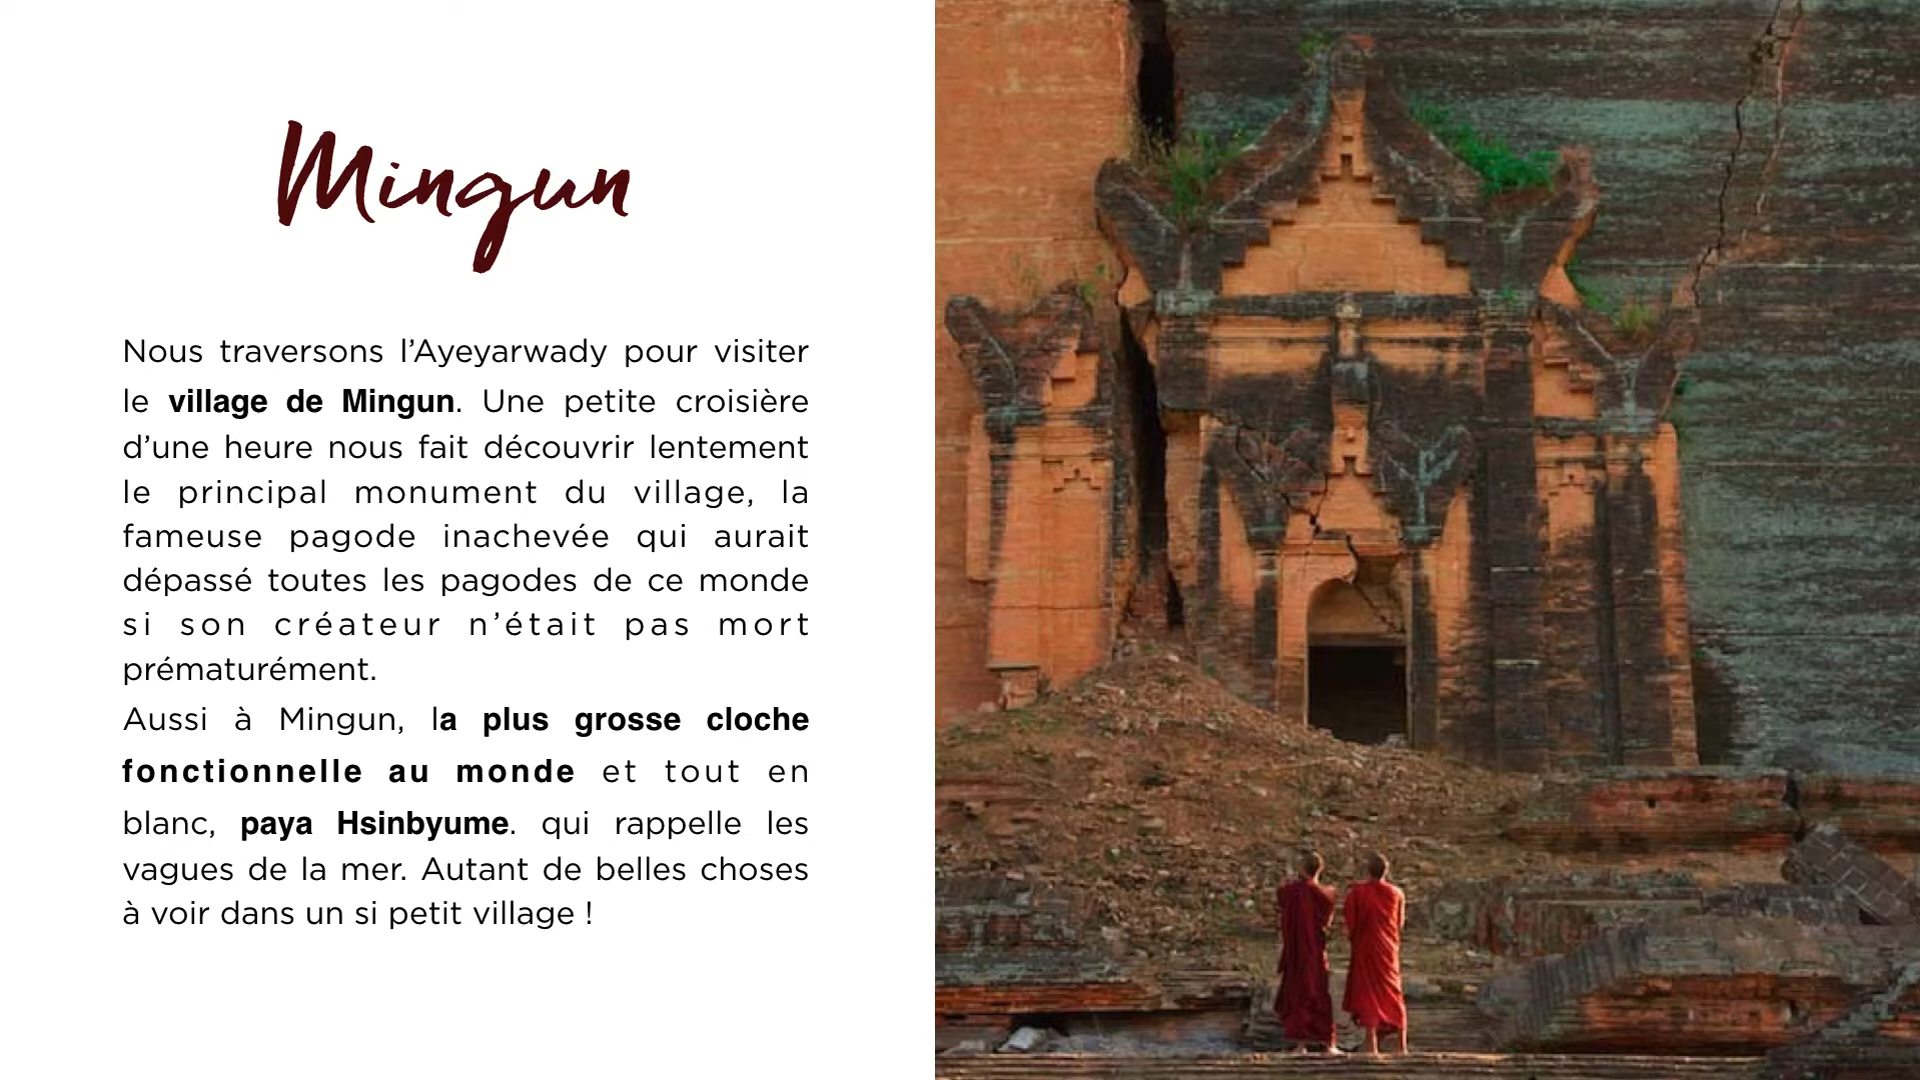 Mingun
Nous traversons l’Ayeyarwady pour visiter
le village de Mingun. Une petite croisière
d’une heure nous fait découvrir lentement
le principal monument du village, la
fameuse pagode inachevée qui aurait
dépassé toutes les pagodes de ce monde
si son créateur n’était pas mort
prématurément.
Aussi à Mingun, la plus grosse cloche
fonctionnelle au monde et tout en
blanc, paya Hsinbyume. qui rappelle les
vagues de la mer. Autant de belles choses
à voir dans un si petit village !